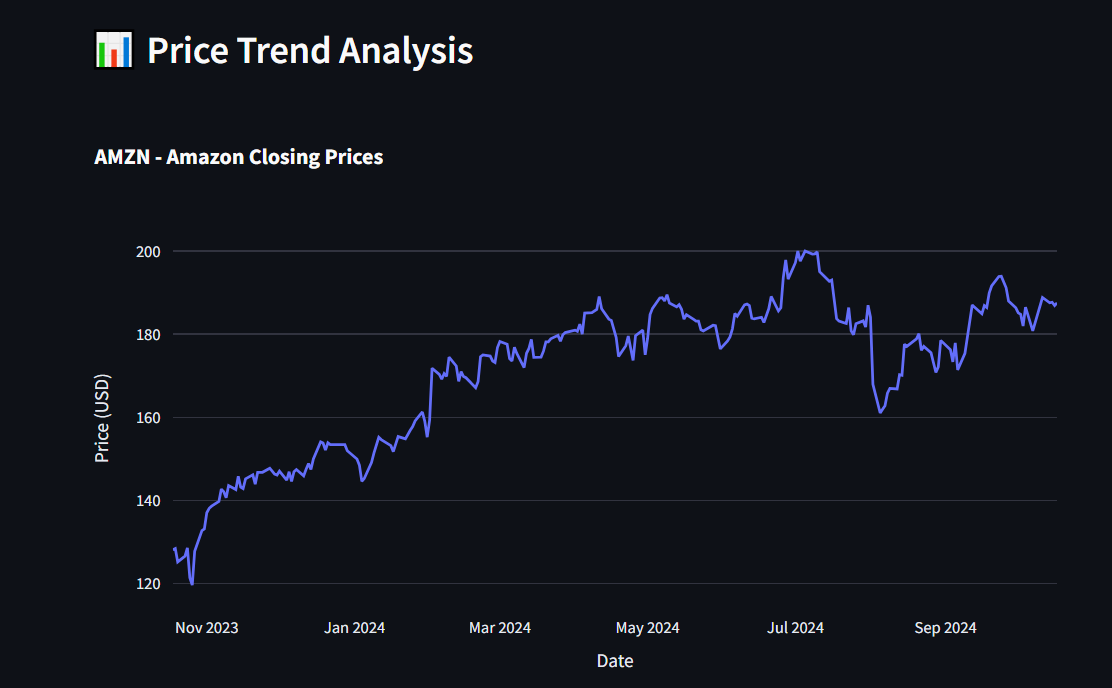 Price Trend Analysis
AMZN - Amazon Closing Prices
200
180
160
140
120
Price (USD)
Nov 2023 Jan 2024 Mar 2024 May 2024 Jul 2024 Sep 2024
Date